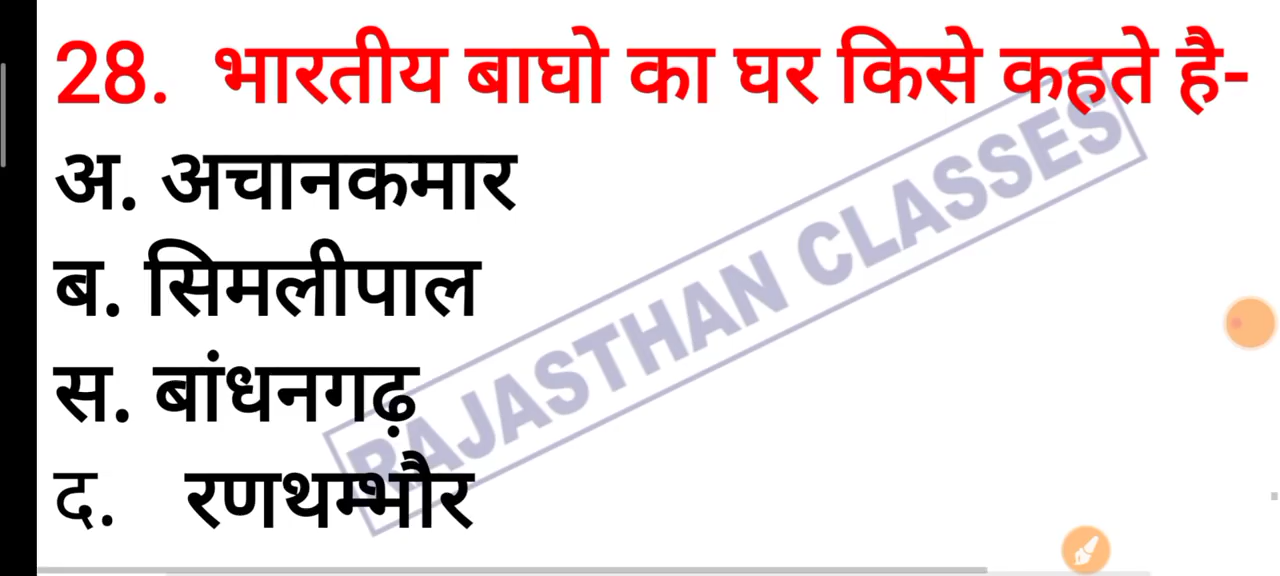 28. भारतीय बाघो का घर किसे कहते है-
अ. अचानकमार
ब. सिमलीपाल
स. बांधनगढ़
द. रणथम्भौर
RAJASTHAN CLASSES